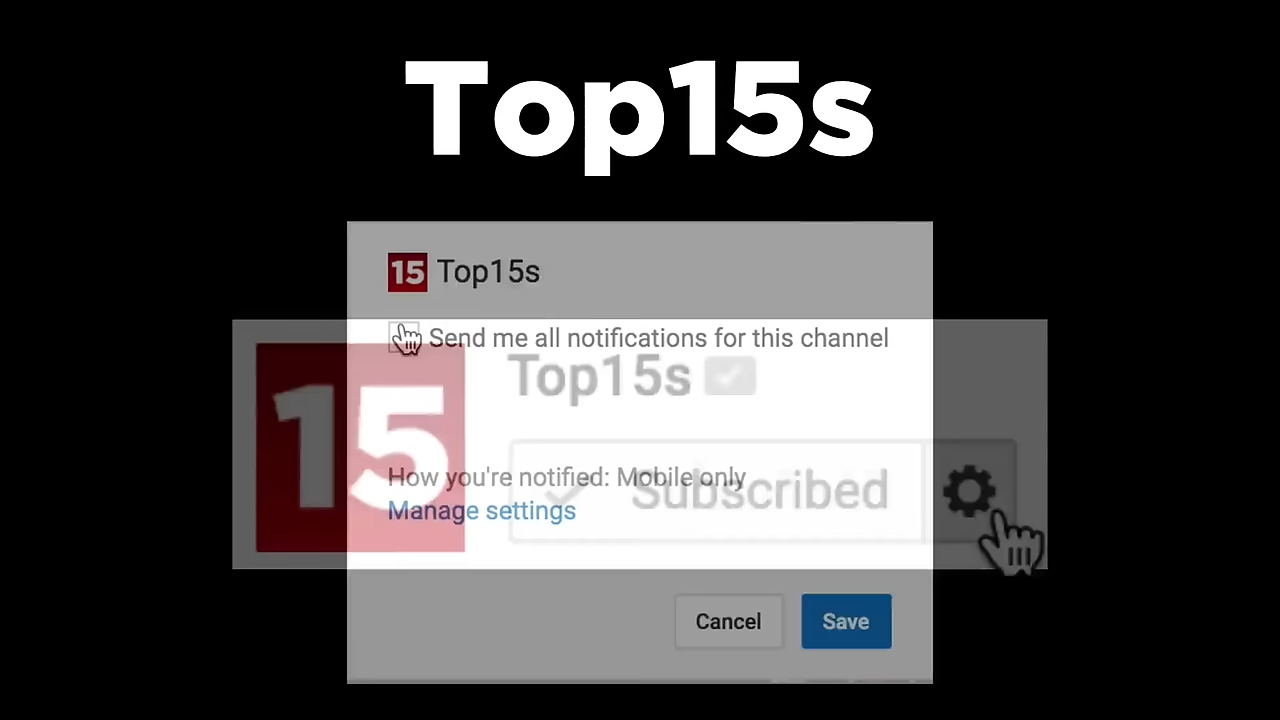 Top15s
15 Top15s
Send me all notifications for this channel
15
Top15s
Subscribed
How you're notified: Mobile only
Manage settings
Cancel
Save